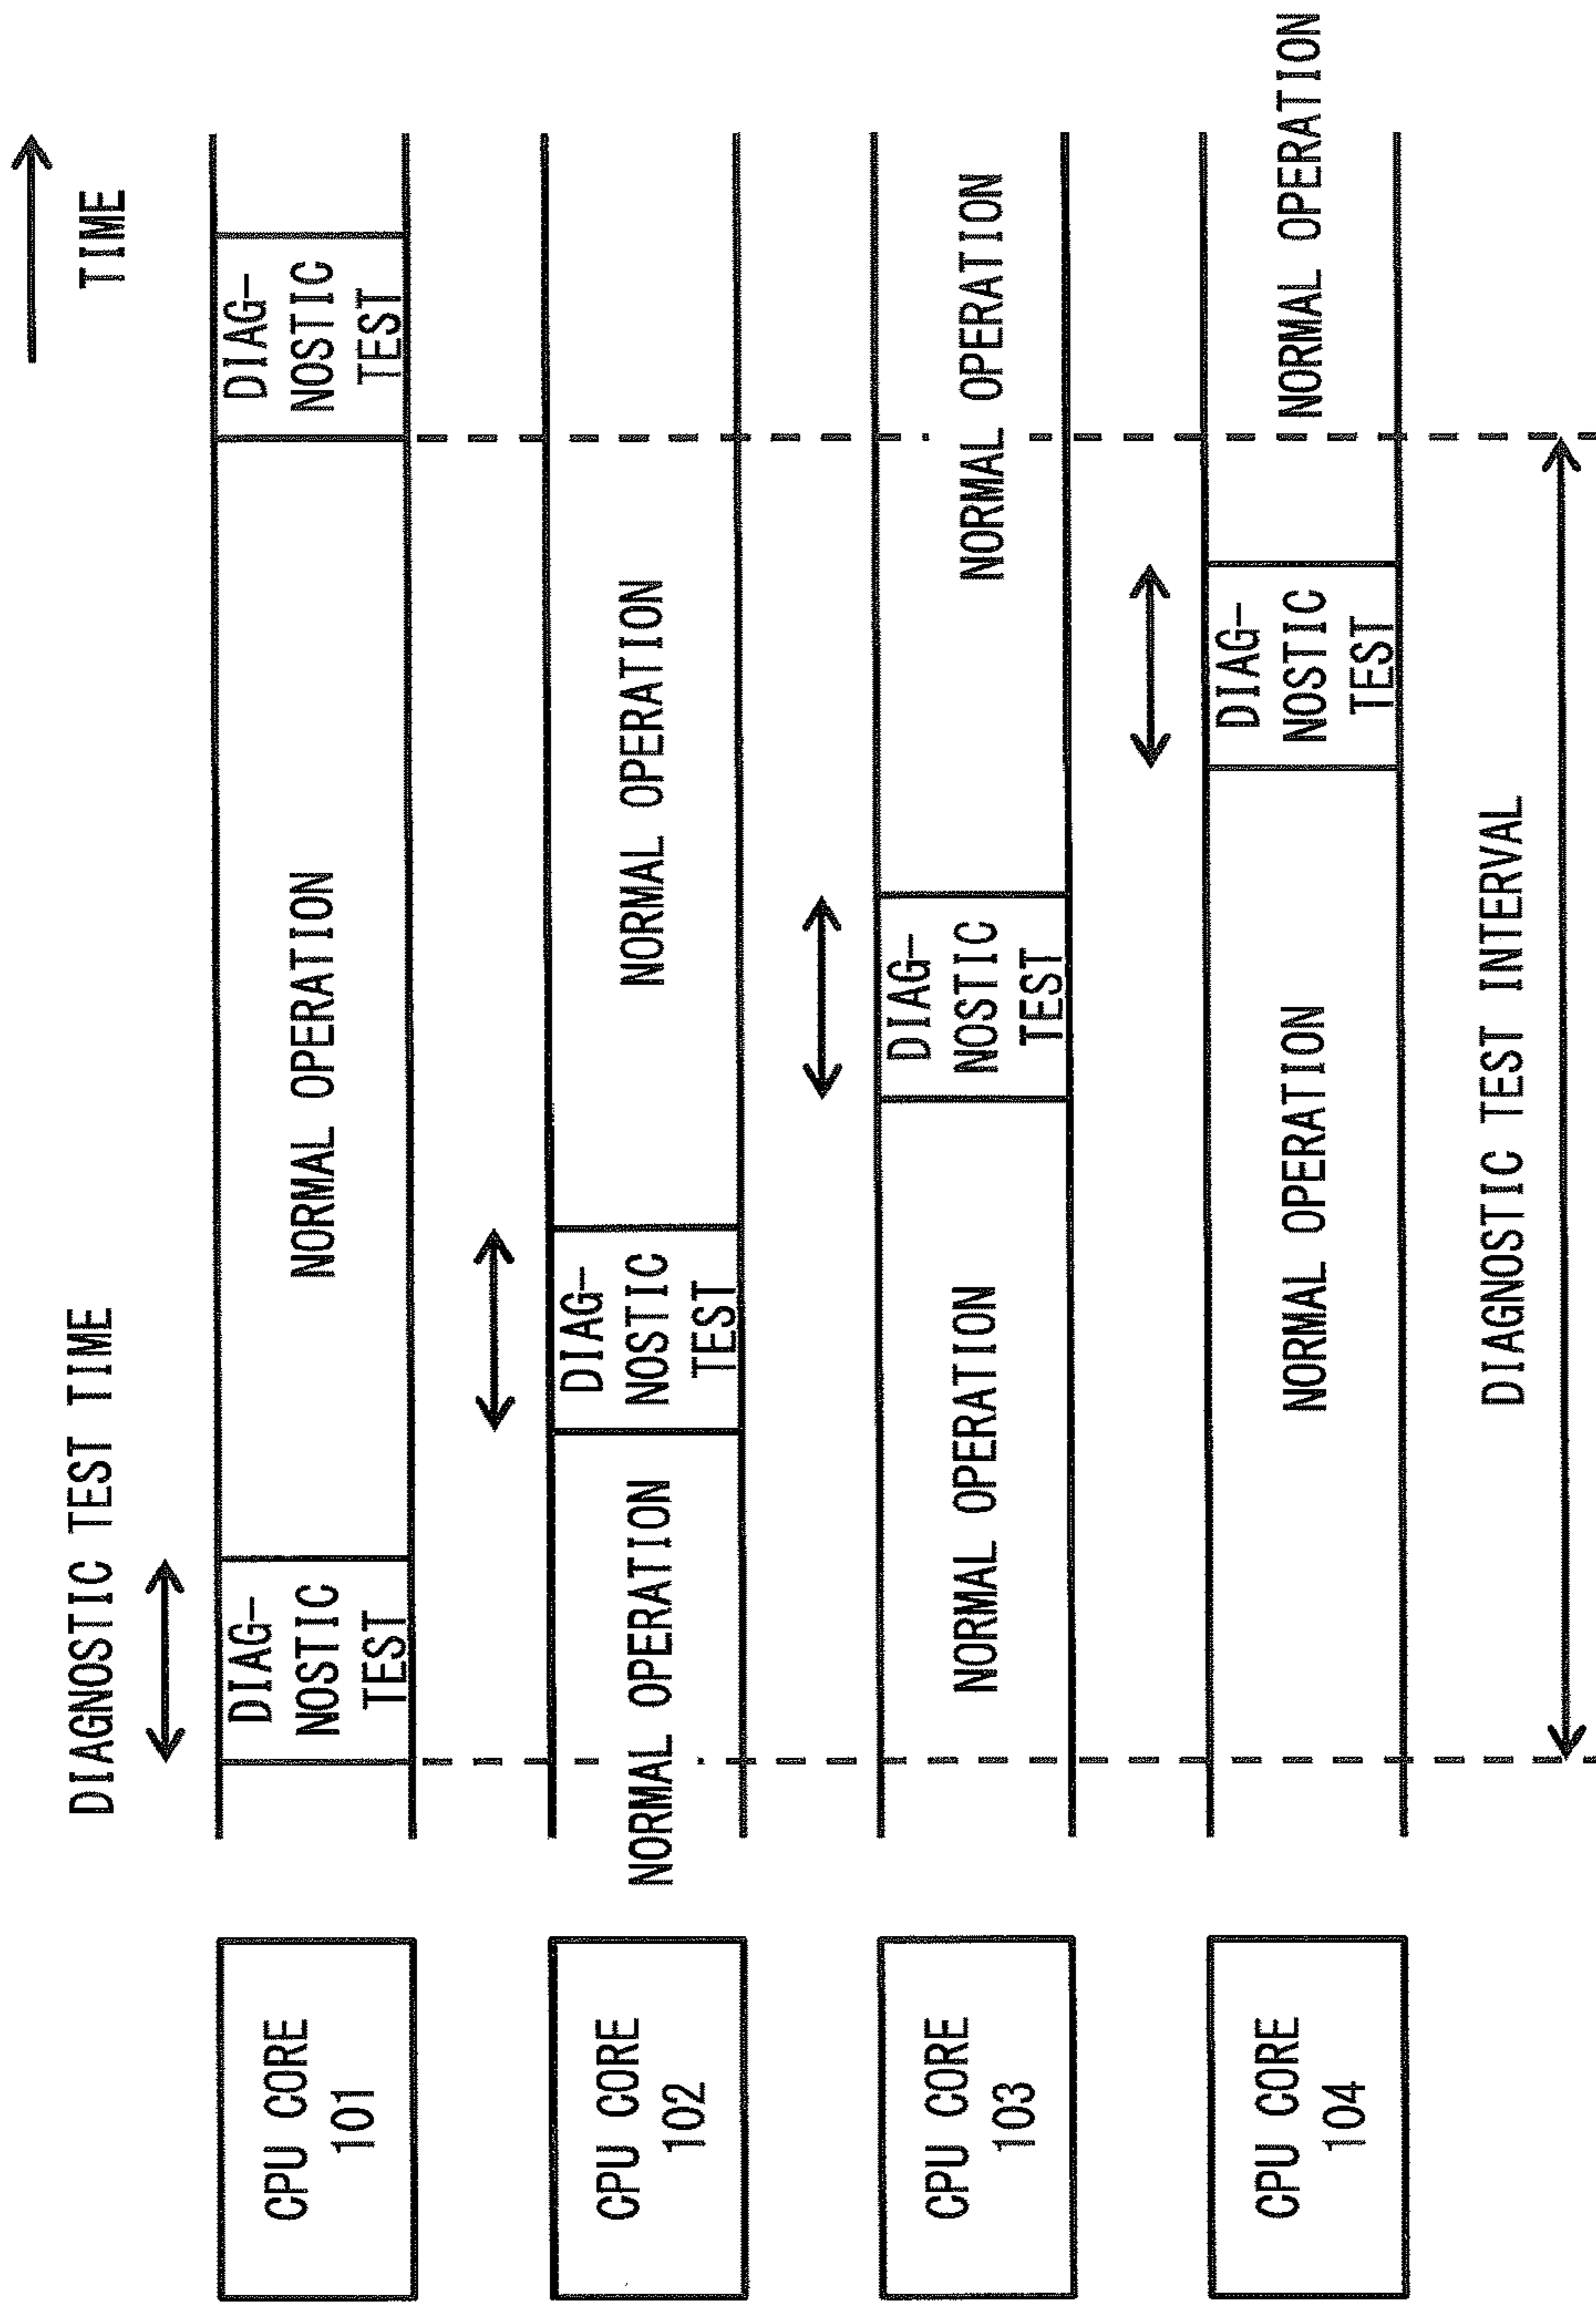 TIME
DIAGNOSTIC TEST TIME
CPU CORE
101
DIAG-
NOSTIC
TEST
NORMAL OPERATION
DIAG-
NOSTIC
TEST
CPU CORE
102
NORMAL OPERATION
DIAG-
NOSTIC
TEST
NORMAL OPERATION
CPU CORE
103
NORMAL OPERATION
DIAG-
NOSTIC
TEST
NORMAL OPERATION
CPU CORE
104
NORMAL OPERATION
DIAG-
NOSTIC
TEST
NORMAL OPERATION
DIAGNOSTIC TEST INTERVAL